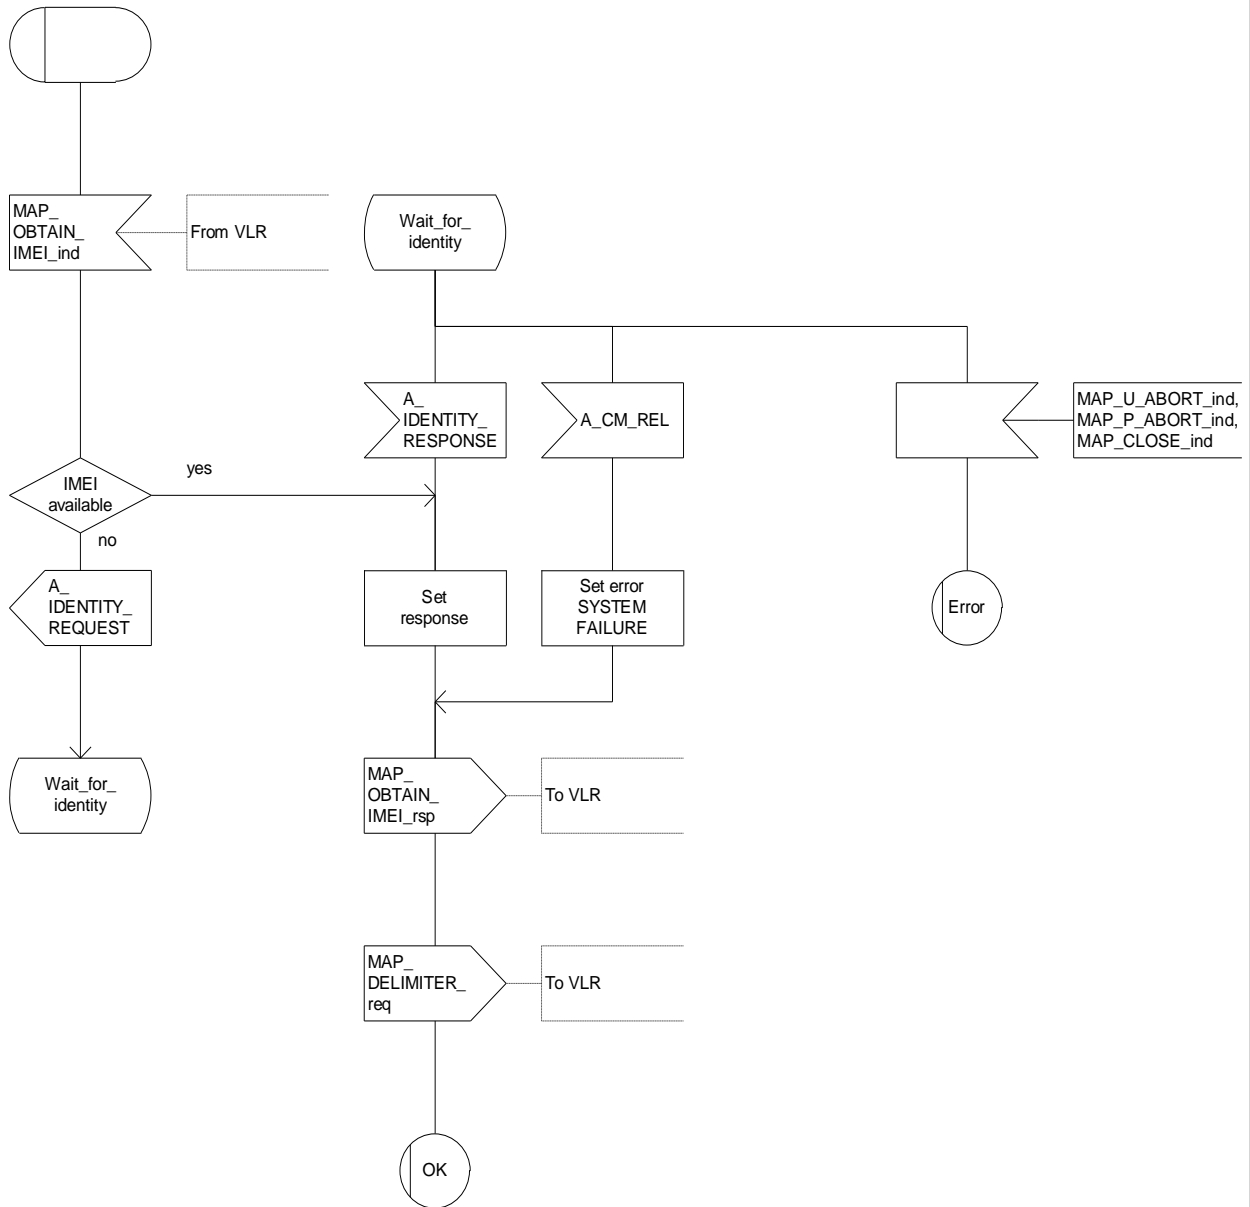 MAP_
OBTAIN_
IMEI_ind
From VLR
Wait_for_
identity
A_
IDENTITY_
RESPONSE
A_CM_REL
MAP_U_ABORT_ind,
MAP_P_ABORT_ind,
MAP_CLOSE_ind
IMEI
available
yes
no
A_
IDENTITY_
REQUEST
Set
response
Set error
SYSTEM
FAILURE
Error
Wait_for_
identity
MAP_
OBTAIN_
IMEI_rsp
To VLR
MAP_
DELIMITER_
req
To VLR
OK